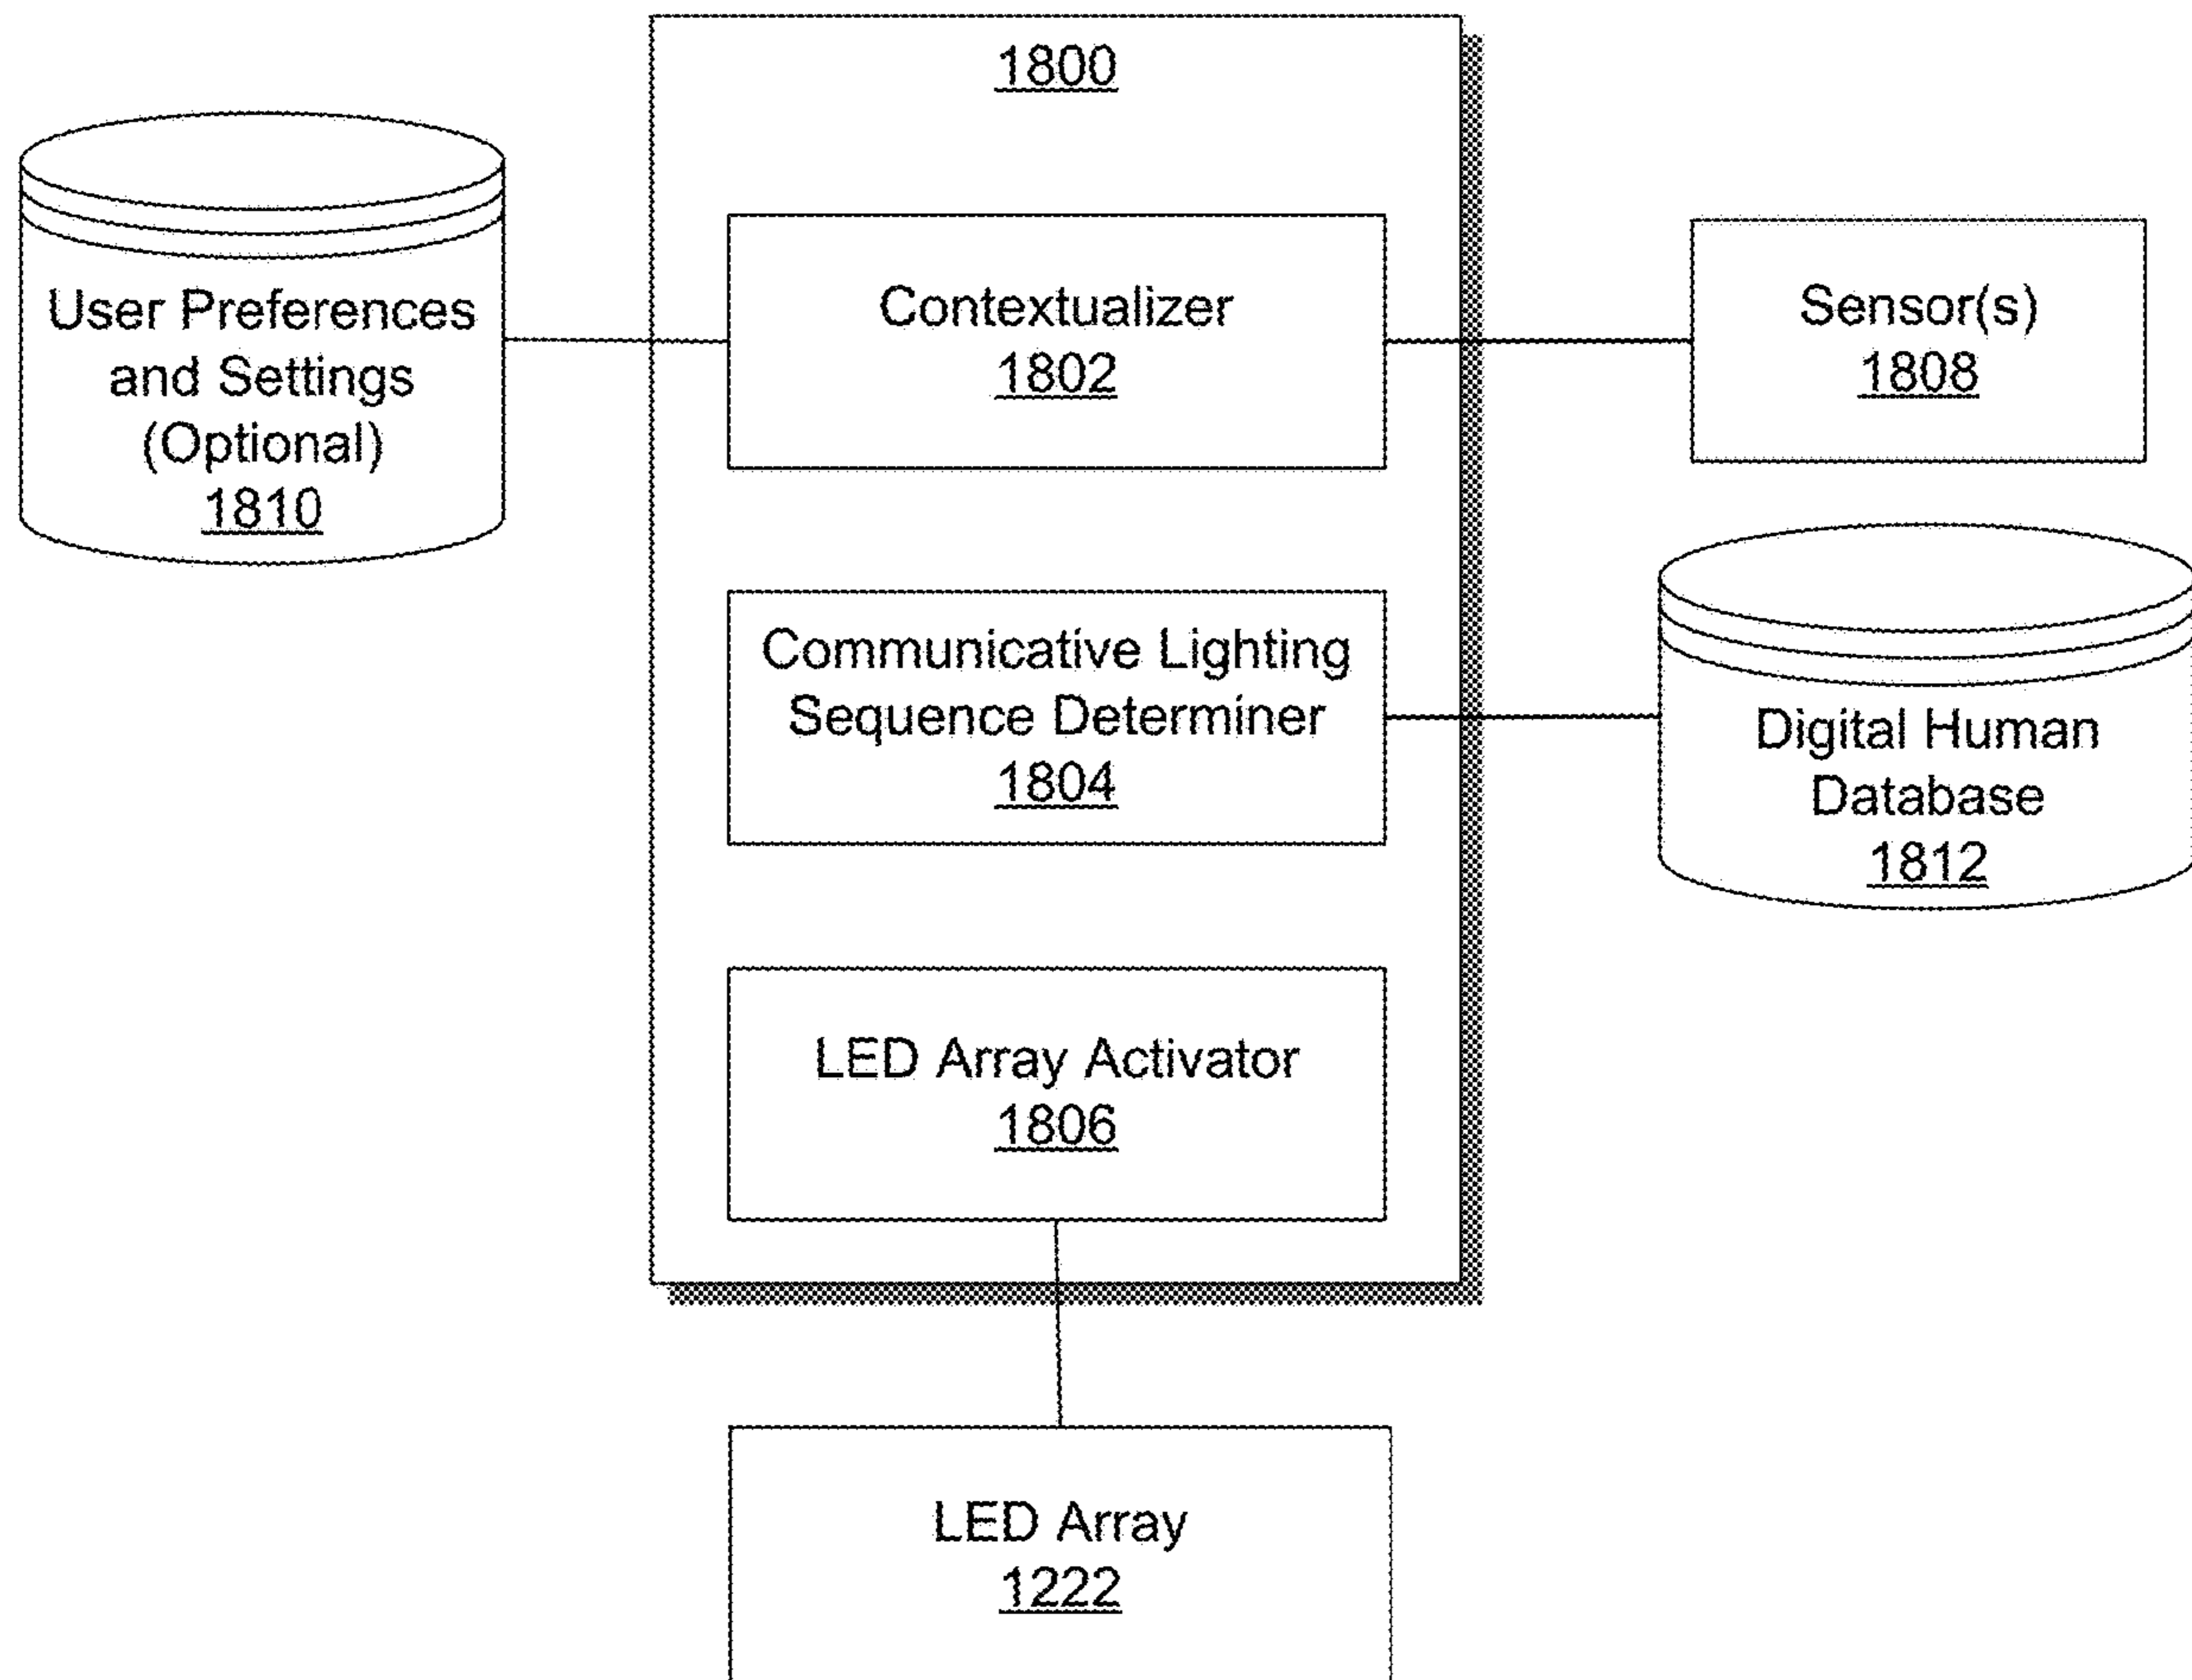 1800
User Preferences
and Settings
(Optional)
1810
Contextualizer
1802
Sensor(s)
1808
Communicative Lighting
Sequence Determiner
1804
Digital Human
Database
1812
LED Array Activator
1806
LED Array
1222